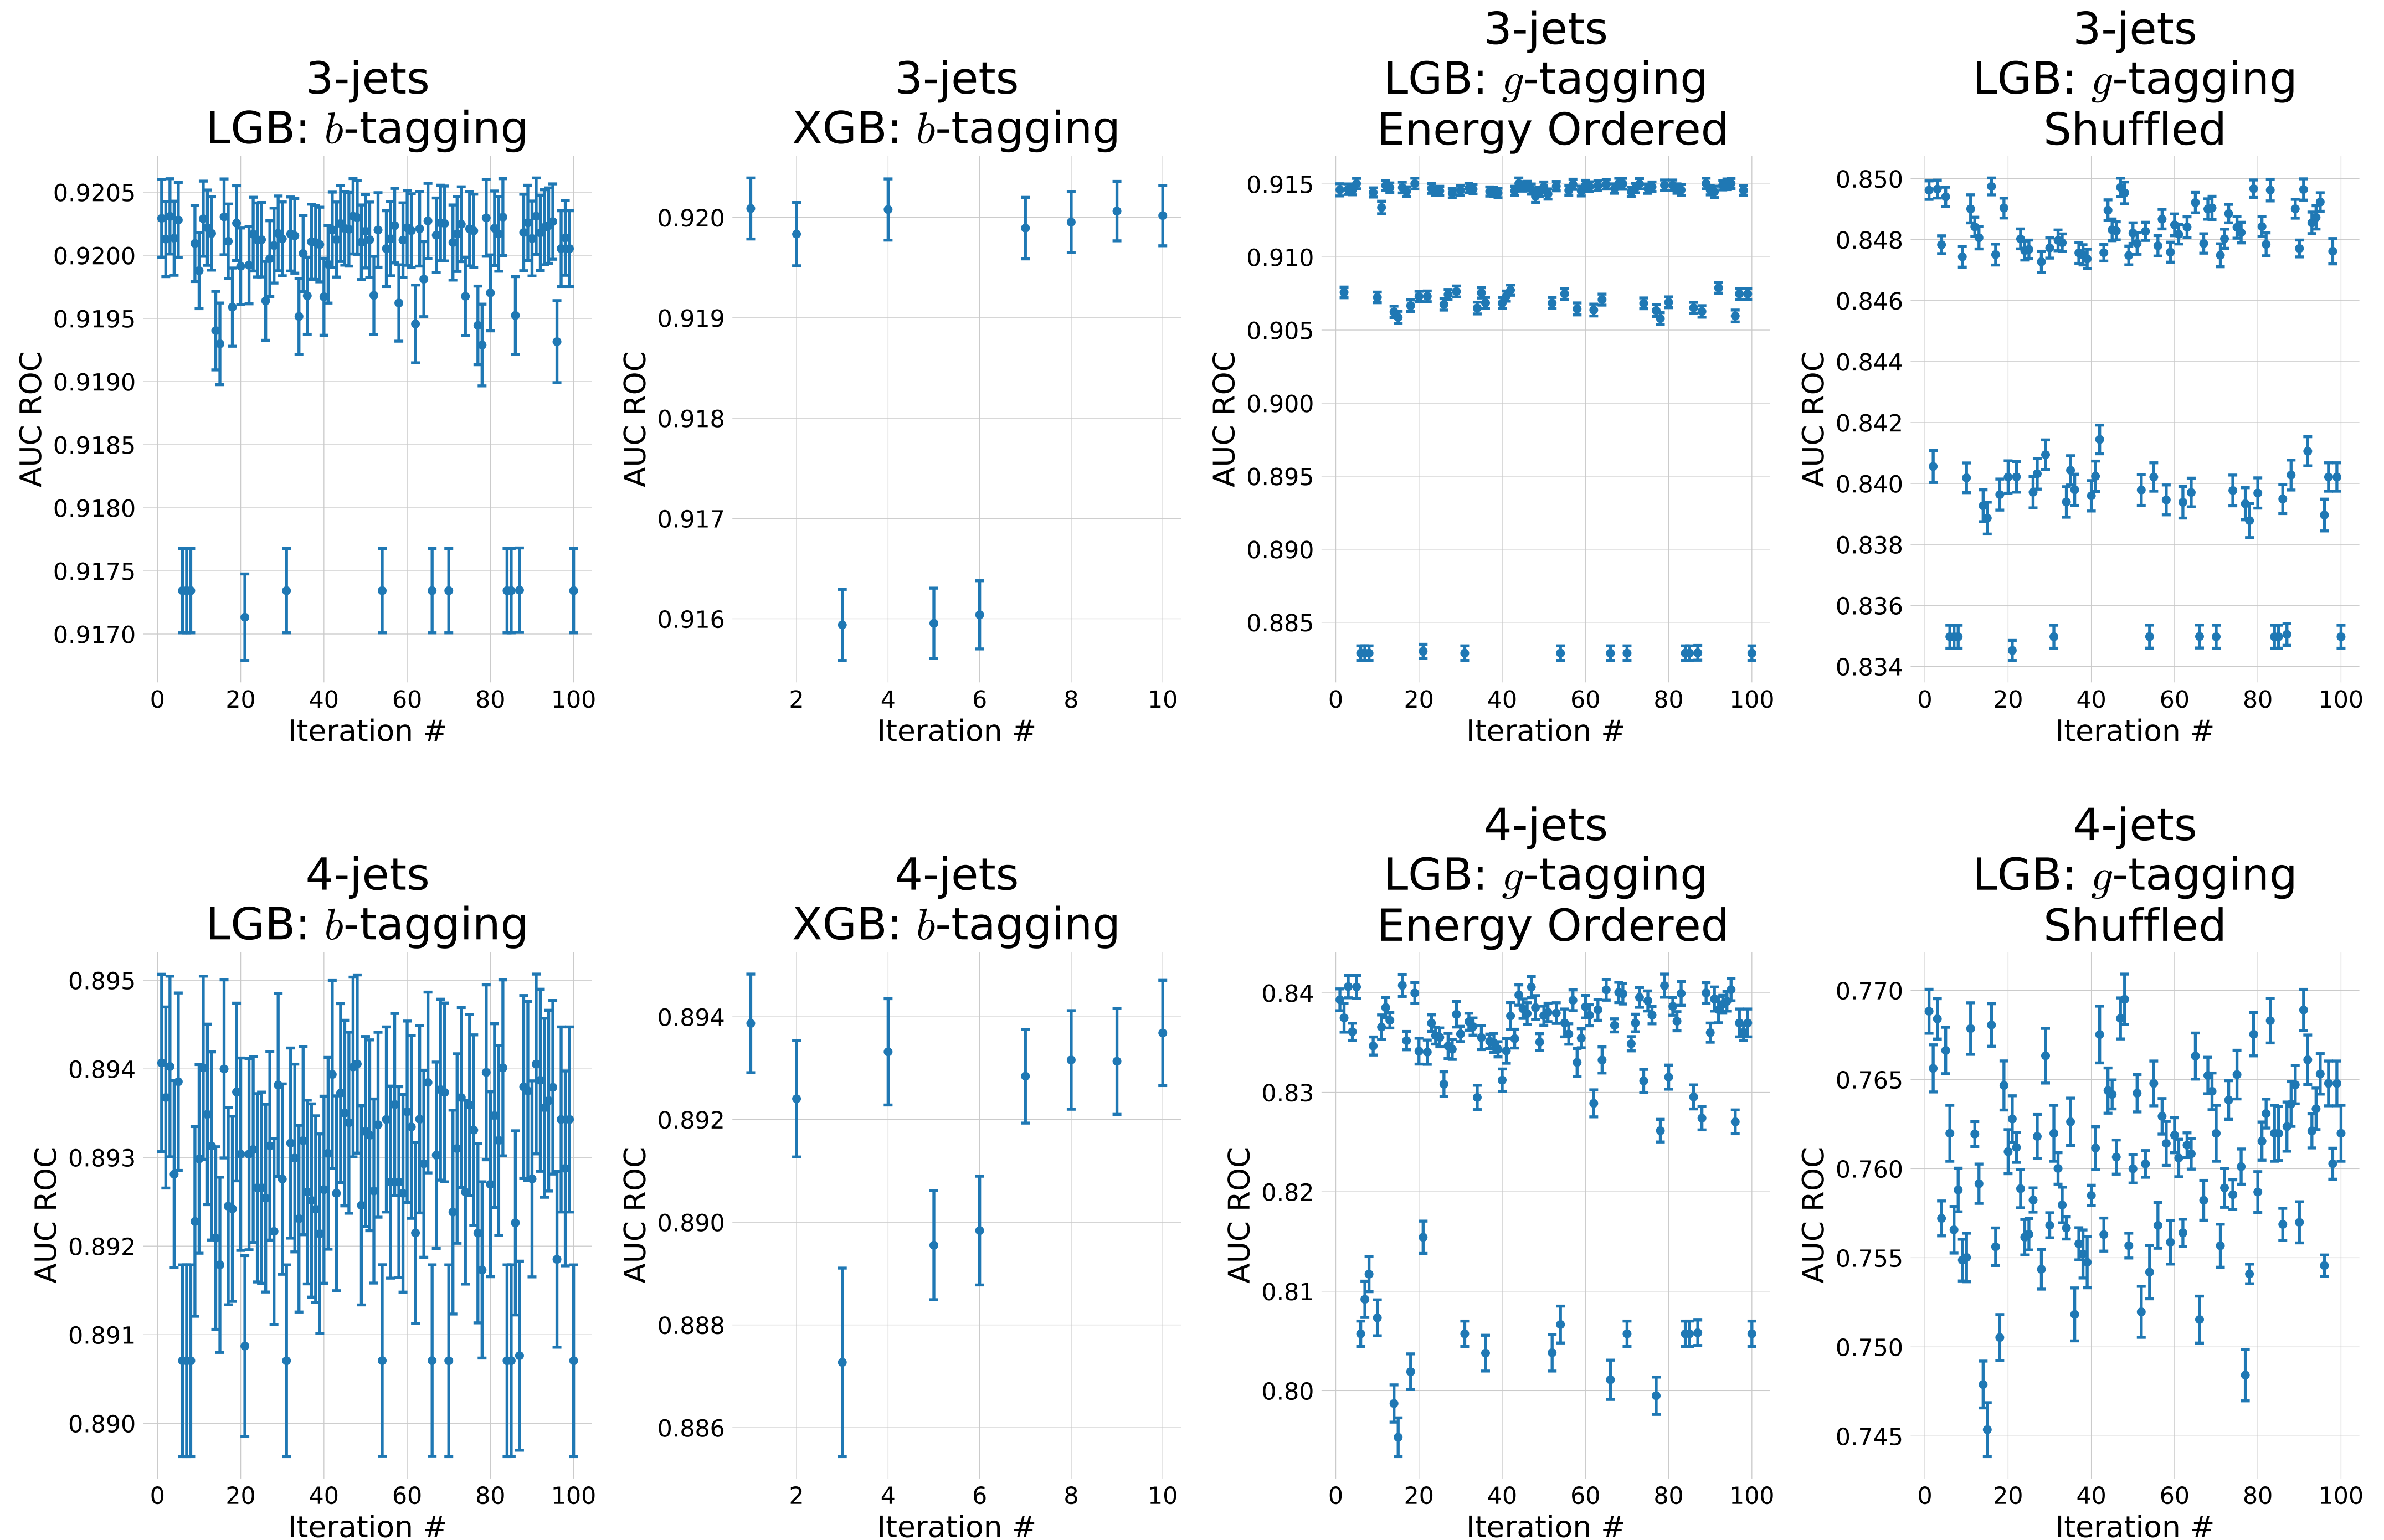 3-jets
LGB: b-tagging
AUC ROC
0.9205
0.9200
0.9195
0.9190
0.9185
0.9180
0.9175
0.9170
0 20 40 60 80 100
Iteration #
3-jets
XGB: b-tagging
AUC ROC
0.920
0.919
0.918
0.917
0.916
2 4 6 8 10
Iteration #
3-jets
LGB: g-tagging
Energy Ordered
AUC ROC
0.915
0.910
0.905
0.900
0.895
0.890
0.885
0 20 40 60 80 100
Iteration #
3-jets
LGB: g-tagging
Shuffled
AUC ROC
0.850
0.848
0.846
0.844
0.842
0.840
0.838
0.836
0.834
0 20 40 60 80 100
Iteration #
4-jets
LGB: b-tagging
AUC ROC
0.895
0.894
0.893
0.892
0.891
0.890
0 20 40 60 80 100
Iteration #
4-jets
XGB: b-tagging
AUC ROC
0.894
0.892
0.890
0.888
0.886
2 4 6 8 10
Iteration #
4-jets
LGB: g-tagging
Energy Ordered
AUC ROC
0.84
0.83
0.82
0.81
0.80
0 20 40 60 80 100
Iteration #
4-jets
LGB: g-tagging
Shuffled
AUC ROC
0.770
0.765
0.760
0.755
0.750
0.745
0 20 40 60 80 100
Iteration #